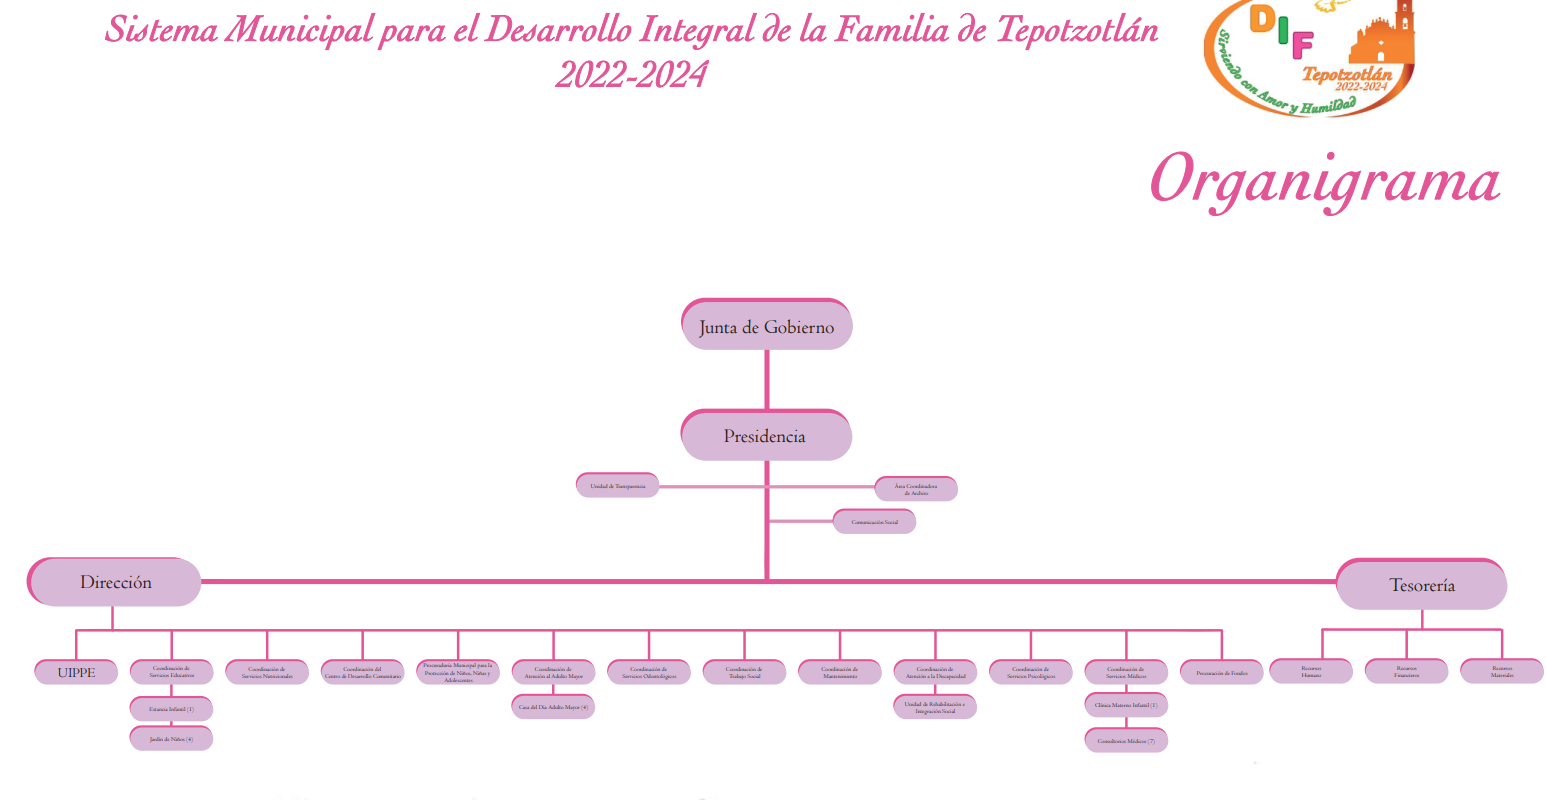 Sistema Municipal para el Desarrollo Integral de la Familia de Tepotzotlán
2022-2024
DIF
Tepotzotlán
2022-2024
Sirviendo con Amor y Humildad
Organigrama
Junta de Gobierno
Presidencia
Unidad de Transparencia
Área Coordinadora
de Archivo
Comunicación Social
Dirección
Tesorería
UIPPE
Coordinación de
Servicios Educativos
Coordinación de
Servicios Nutricionales
Coordinación del
Centro de Desarrollo Comunitario
Procuraduría Municipal para la
Protección de Niños, Niñas y
Adolescentes
Coordinación de
Atención al Adulto Mayor
Coordinación de
Servicios Odontológicos
Coordinación de
Trabajo Social
Coordinación de
Mantenimiento
Coordinación de
Atención a la Discapacidad
Coordinación de
Servicios Psicológicos
Coordinación de
Servicios Médicos
Procuración de Fondos
Recursos
Humano
Recursos
Financieros
Recursos
Materiales
Estancia Infantil (1)
Jardín de Niños (4)
Casa del Día Adulto Mayor (4)
Unidad de Rehabilitación e
Integración Social
Clínica Materno Infantil (1)
Consultorios Médicos (7)